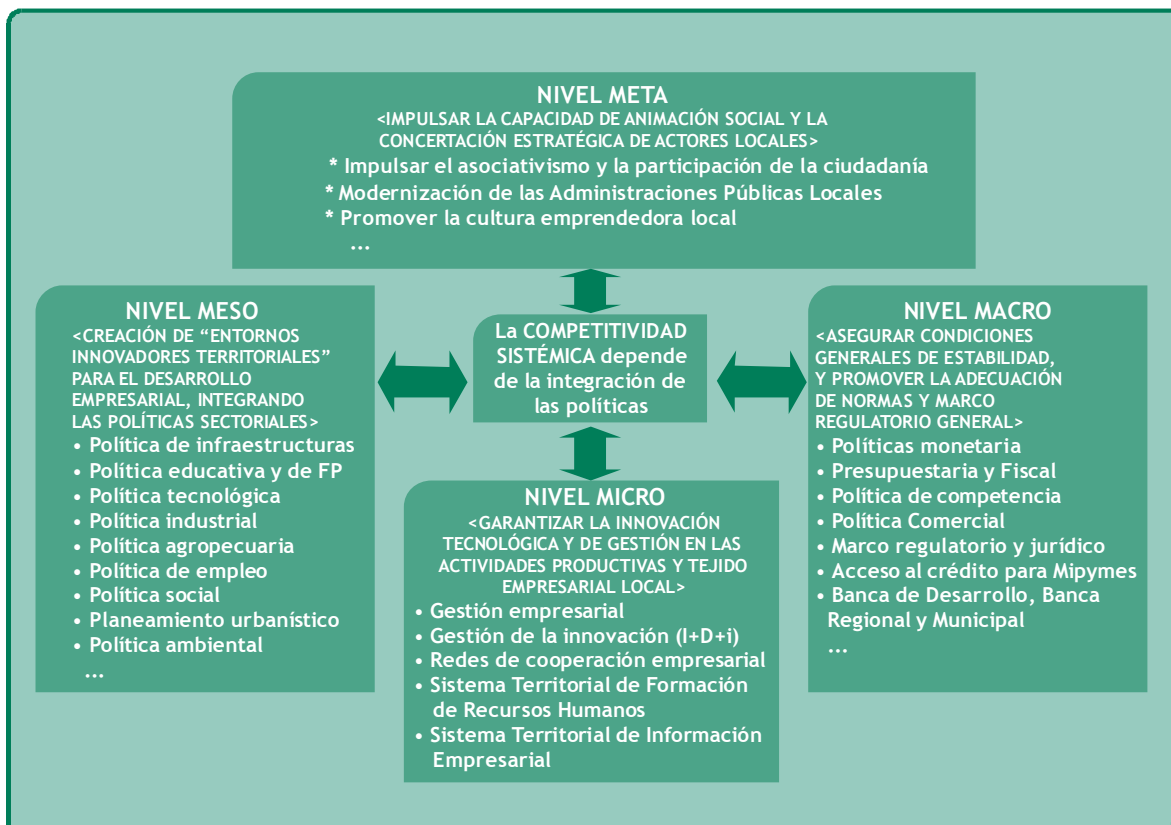 NIVEL META
<IMPULSAR LA CAPACIDAD DE ANIMACIÓN SOCIAL Y LA
CONCERTACIÓN ESTRATÉGICA DE ACTORES LOCALES>
* Impulsar el asociativismo y la participación de la ciudadanía
* Modernización de las Administraciones Públicas Locales
* Promover la cultura emprendedora local
...
NIVEL MESO
<CREACIÓN DE “ENTORNOS
INNOVADORES TERRITORIALES”
PARA EL DESARROLLO
EMPRESARIAL, INTEGRANDO
LAS POLÍTICAS SECTORIALES>
• Política de infraestructuras
• Política educativa y de FP
• Política tecnológica
• Política industrial
• Política agropecuaria
• Política de empleo
• Política social
• Planeamiento urbanístico
• Política ambiental
...
La COMPETITIVIDAD
SISTÉMICA depende
de la integración de
las políticas
NIVEL MACRO
<ASEGURAR CONDICIONES
GENERALES DE ESTABILIDAD,
Y PROMOVER LA ADECUACIÓN
DE NORMAS Y MARCO
REGULATORIO GENERAL>
• Políticas monetaria
• Presupuestaria y Fiscal
• Política de competencia
• Política Comercial
• Marco regulatorio y jurídico
• Acceso al crédito para Mipymes
• Banca de Desarrollo, Banca
Regional y Municipal
...
NIVEL MICRO
<GARANTIZAR LA INNOVACIÓN
TECNOLÓGICA Y DE GESTIÓN EN LAS
ACTIVIDADES PRODUCTIVAS Y TEJIDO
EMPRESARIAL LOCAL>
• Gestión empresarial
• Gestión de la innovación (I+D+i)
• Redes de cooperación empresarial
• Sistema Territorial de Formación
de Recursos Humanos
• Sistema Territorial de Información
Empresarial